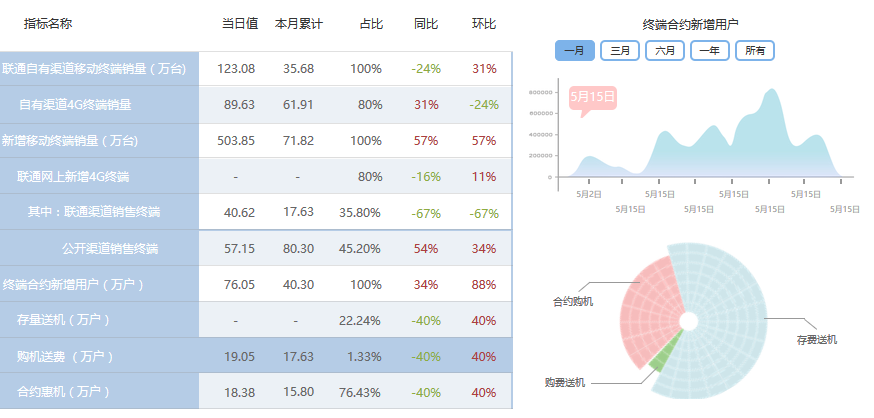 指标名称 当日值 本月累计 占比 同比 环比
联通自有渠道移动终端销量（万台） 123.08 35.68 100% -24% 31%
自有渠道4G终端销量 89.63 61.91 80% 31% -24%
新增移动终端销量（万台） 503.85 71.82 100% 57% 57%
联通网上新增4G终端 - - 80% -16% 11%
其中：联通渠道销售终端 40.62 17.63 35.80% -67% -67%
公开渠道销售终端 57.15 80.30 45.20% 54% 34%
终端合约新增用户（万户） 76.05 40.30 100% 34% 88%
存量送机（万户） - - 22.24% -40% 40%
购机送费（万户） 19.05 17.63 1.33% -40% 40%
合约惠机（万户） 18.38 15.80 76.43% -40% 40%
终端合约新增用户
一月 三月 六月 一年 所有
5月15日
800000
600000
400000
200000
0
5月2日 5月15日 5月15日 5月15日
5月15日 5月15日 5月15日 5月15日
合约购机
存费送机
购费送机